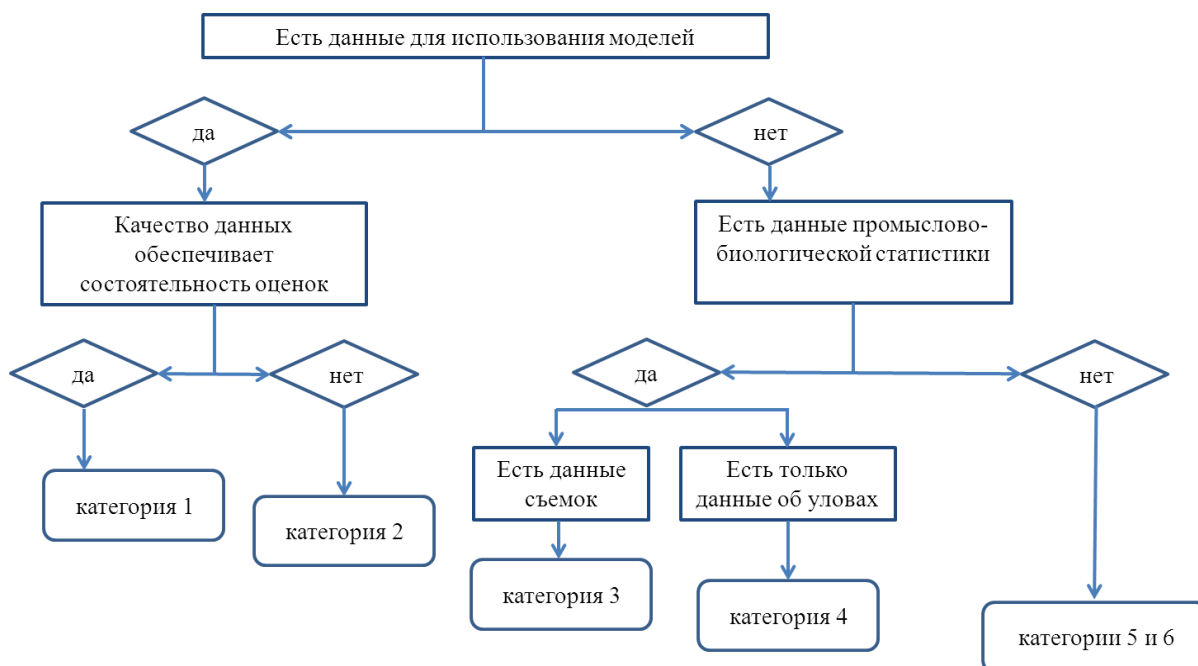 Есть данные для использования моделей
да
нет
Качество данных
обеспечивает
состоятельность оценок
Есть данные промыслово-
биологической статистики
да
нет
да
нет
Есть данные
съемок
Есть только
данные об уловах
категория 1
категория 2
категория 3
категория 4
категории 5 и 6